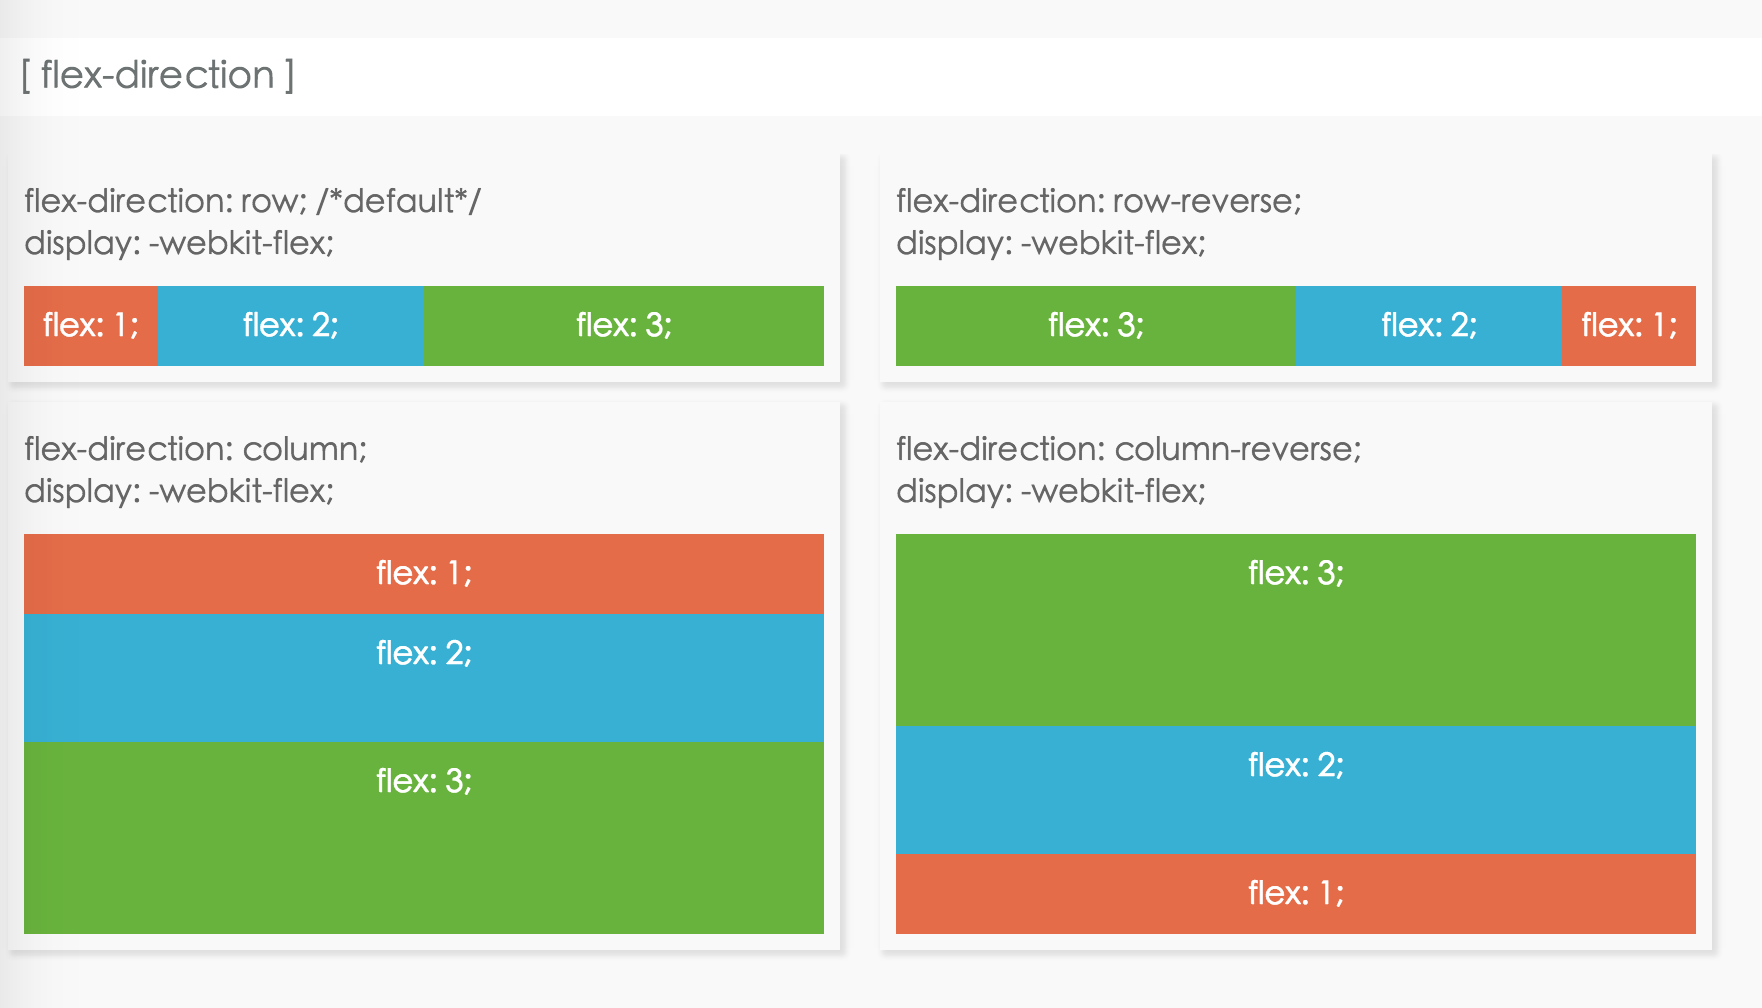 [ flex-direction ]
flex-direction: row; /*default*/
display: -webkit-flex;
flex: 1;
flex: 2;
flex: 3;
flex-direction: row-reverse;
display: -webkit-flex;
flex: 3;
flex: 2;
flex: 1;
flex-direction: column;
display: -webkit-flex;
flex: 1;
flex: 2;
flex: 3;
flex-direction: column-reverse;
display: -webkit-flex;
flex: 3;
flex: 2;
flex: 1;